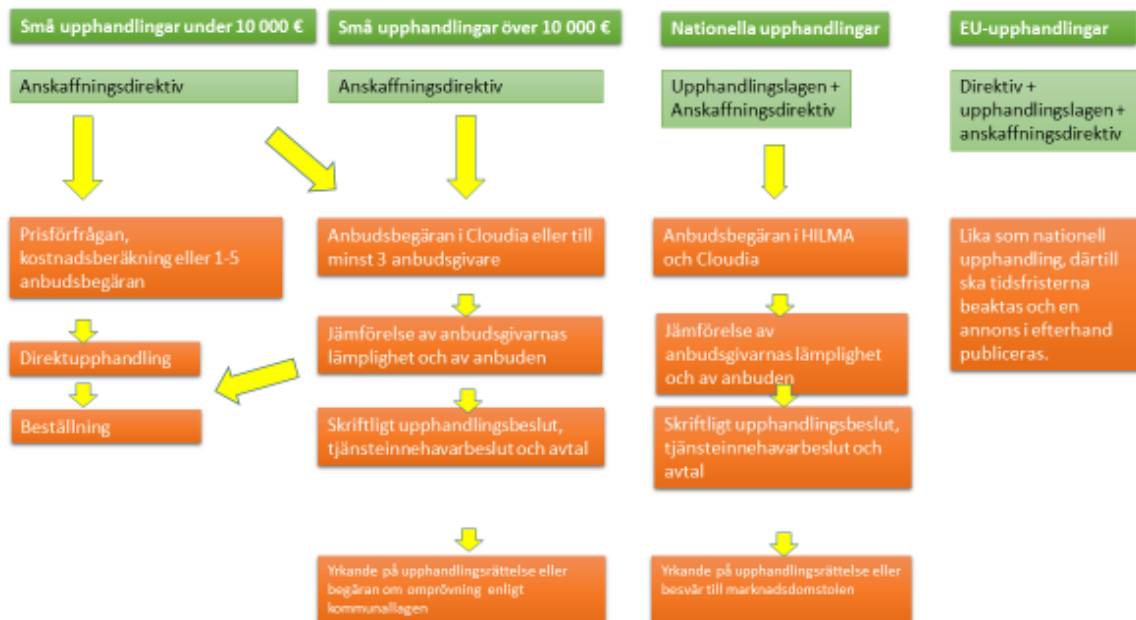 Små upphandlingar under 10 000 €
Anskaffningsdirektiv
Prisförfrågan,
kostnadsberäkning eller 1-5
anbudsbegäran
Direktupphandling
Beställning
Små upphandlingar över 10 000 €
Anskaffningsdirektiv
Anbudsbegäran i Cloudia eller till
minst 3 anbudsgivare
Jämförelse av anbudsgivarnas
lämplighet och av anbuden
Skriftligt upphandlingsbeslut,
tjänsteinnehavarbeslut och avtal
Yrkande på upphandlingsrättelse eller
begäran om omprövning enligt
kommunallagen
Nationella upphandlingar
Upphandlingslagen +
Anskaffningsdirektiv
Anbudsbegäran i HILMA
och Cloudia
Jämförelse av
anbudsgivarnas lämplighet
och av anbuden
Skriftligt upphandlingsbeslut,
tjänsteinnehavarbeslut och
avtal
Yrkande på upphandlingsrättelse eller
besvär till marknadsdomstolen
EU-upphandlingar
Direktiv +
upphandlingslagen +
anskaffningsdirektiv
Lika som nationell
upphandling, därtill
ska tidsfristerna
beaktas och en
annons i efterhand
publiceras.